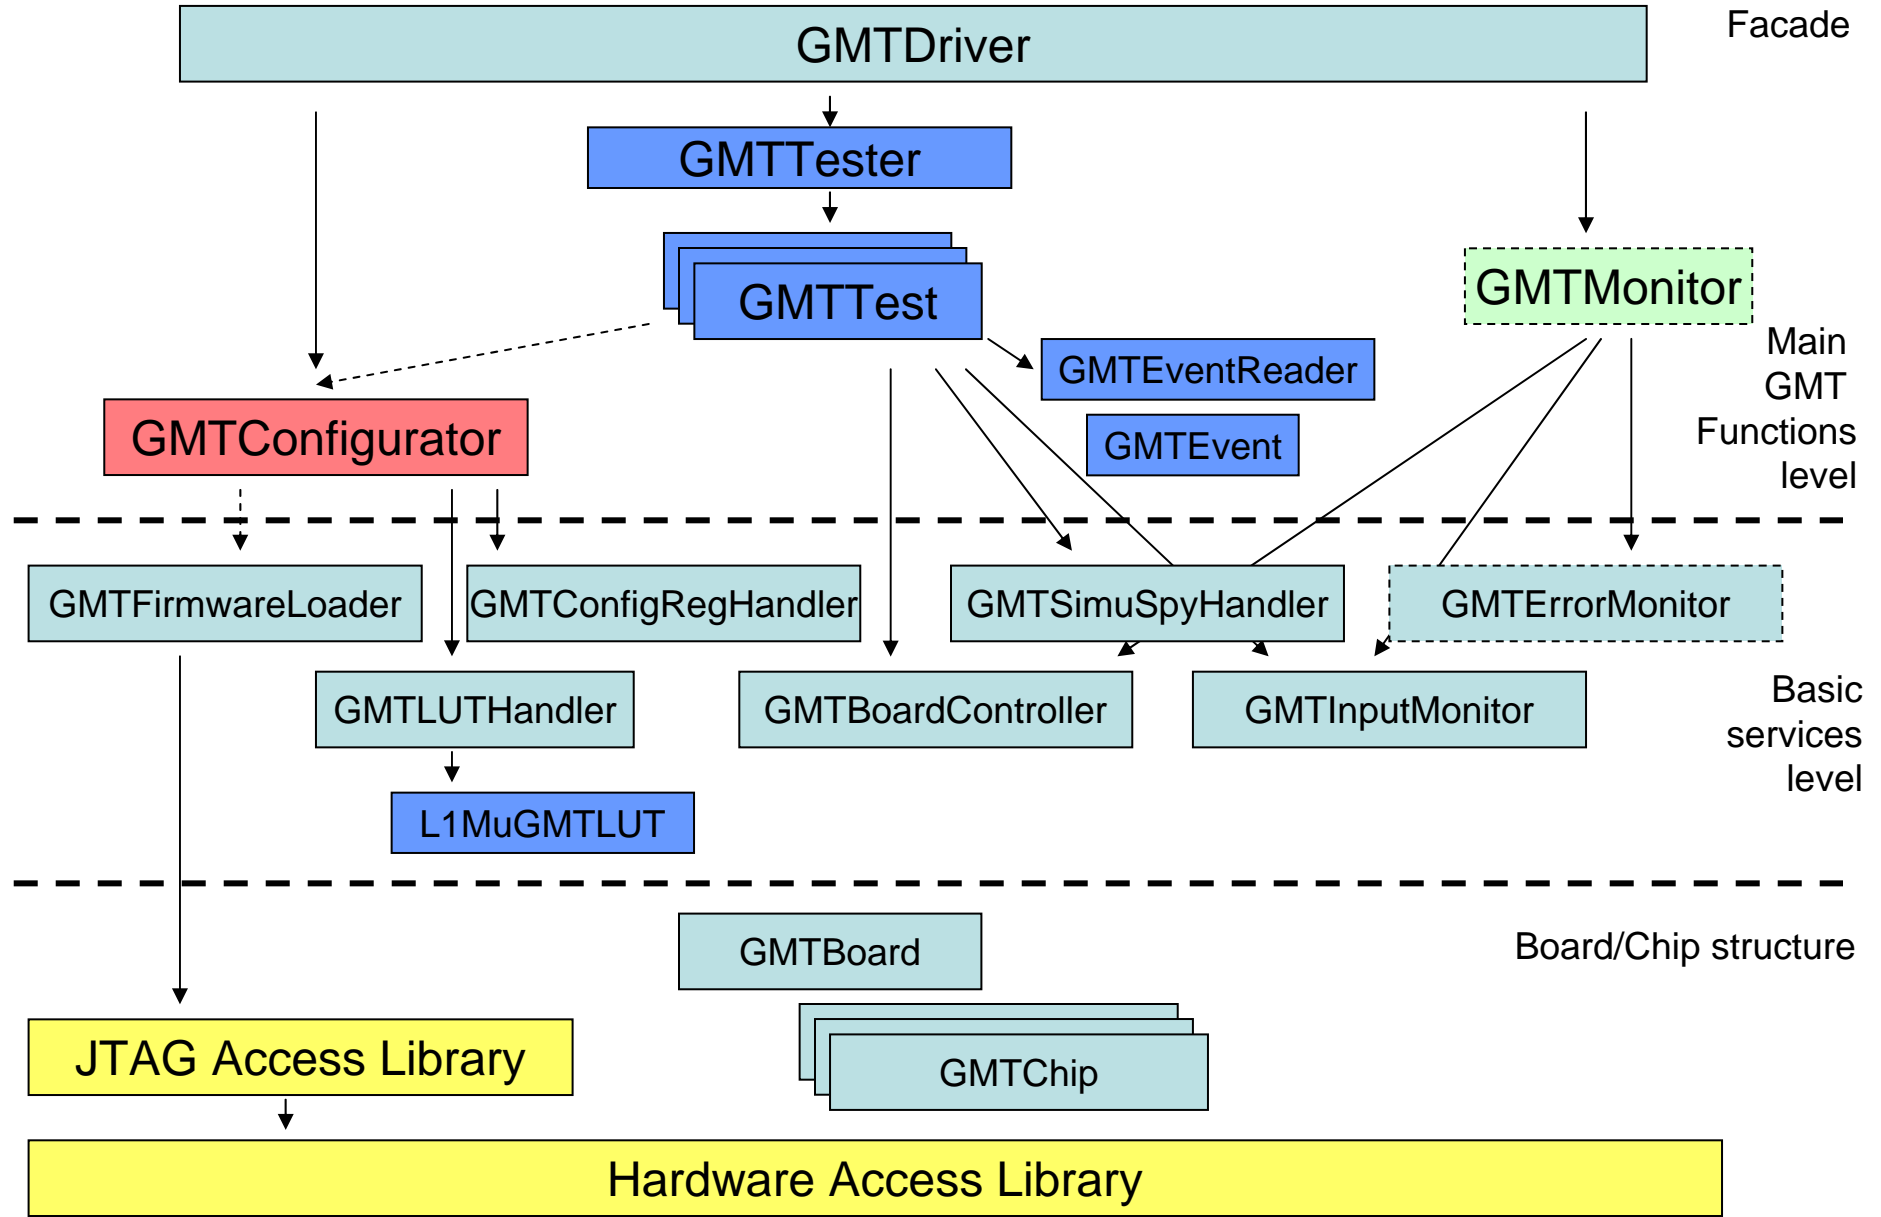 GMTDriver
Facade
GMTTester
GMTTest
GMTMonitor
GMTEventReader
Main
GMT
Functions
level
GMTConfigurator
GMTEvent
GMTFirmwareLoader
GMTConfigRegHandler
GMTSimuSpyHandler
GMTErrorMonitor
GMTLUTHandler
GMTBoardController
GMTInputMonitor
Basic
services
level
L1MuGMTLUT
GMTBoard
Board/Chip structure
JTAG Access Library
GMTChip
Hardware Access Library